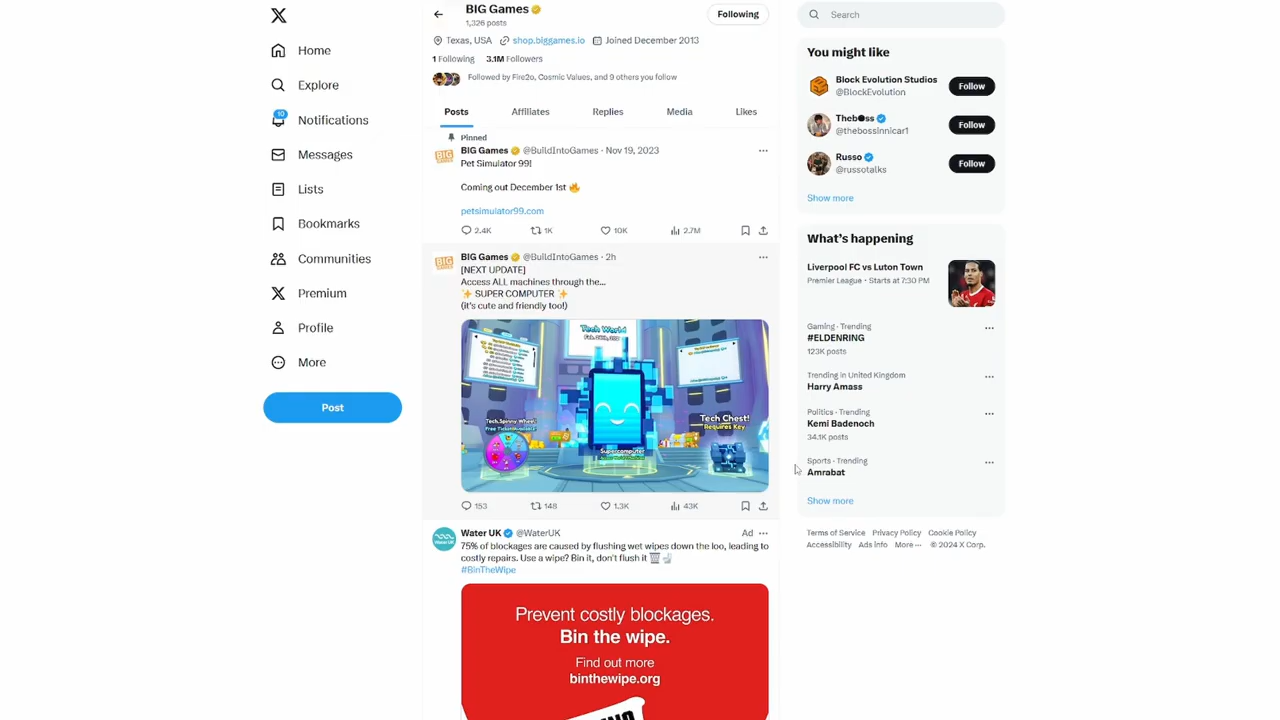 Home
Explore
10
Notifications
Messages
Lists
Bookmarks
Communities
Premium
Profile
More
Post
BIG Games
1,326 posts
Following
Texas, USA shop.biggames.io Joined December 2013
1 Following 3.1M Followers
Followed by Fire2o, Cosmic Values, and 9 others you follow
Posts Affiliates Replies Media Likes
Pinned
BIG Games @BuildIntoGames · Nov 19, 2023
Pet Simulator 99!
Coming out December 1st 🔥
petsimulator99.com
2.4K 1K 10K 2.7M
BIG Games @BuildIntoGames · 2h
[NEXT UPDATE]
Access ALL machines through the...
✨ SUPER COMPUTER ✨
(it's cute and friendly too!)
Tech World
Tech Spinny Wheel!
Tech Chest!
Requires Key!
Supercomputer
153 148 1.3K 43K
Water UK @WaterUK Ad
75% of blockages are caused by flushing wet wipes down the loo, leading to
costly repairs. Use a wipe? Bin it, don't flush it
#BinTheWipe
Prevent costly blockages.
Bin the wipe.
Find out more
binthewipe.org
Search
You might like
Block Evolution Studios
@BlockEvolution
Follow
@thebossinnicar1
Follow
Russo
@russotalks
Follow
Show more
What's happening
Liverpool FC vs Luton Town
Premier League · Starts at 7:30 PM
Gaming · Trending
#ELDENRING
123K posts
Trending in United Kingdom
Harry Amass
Politics · Trending
Kemi Badenoch
34.1K posts
Sports · Trending
Amrabat
Show more
Terms of Service Privacy Policy Cookie Policy
Accessibility Ads info More ··· © 2024 X Corp.